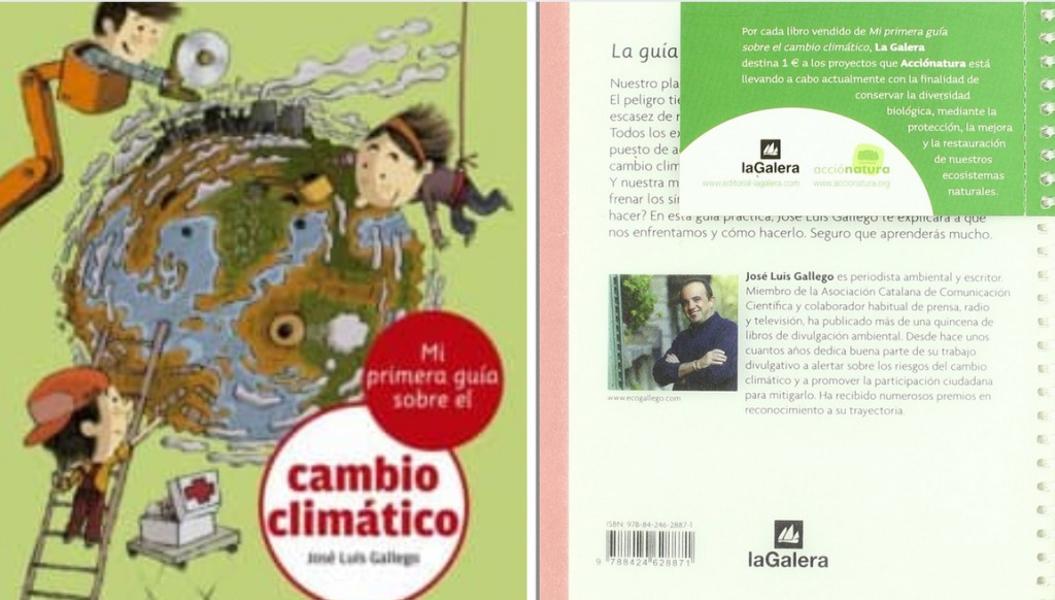 Mi
primera guía
sobre el
cambio
climático
José Luis Gallego
La guía
Nuestro pla
El peligro tie
escasez de
Todos los ex
puesto de a
cambio clim
Y nuestra m
frenar los sín
hacer? En esta guía práctica, José Luis Gallego te explicará a qué
nos enfrentamos y cómo hacerlo. Seguro que aprenderás mucho.
Por cada libro vendido de Mi primera guía
sobre el cambio climático, La Galera
destina 1 € a los proyectos que Acciónatura está
llevando a cabo actualmente con la finalidad de
conservar la diversidad
biológica, mediante la
protección, la mejora
y la restauración
de nuestros
ecosistemas
naturales.
laGalera
www.editorial-lagalera.com
acciónatura
www.accionatura.org
José Luis Gallego es periodista ambiental y escritor.
Miembro de la Asociación Catalana de Comunicación
Científica y colaborador habitual de prensa, radio
y televisión, ha publicado más de una quincena de
libros de divulgación ambiental. Desde hace unos
cuantos años dedica buena parte de su trabajo
divulgativo a alertar sobre los riesgos del cambio
climático y a promover la participación ciudadana
para mitigarlo. Ha recibido numerosos premios en
reconocimiento a su trayectoria.
www.ecogallego.com
ISBN: 978-84-246-2887-1
9 788424 628871
laGalera